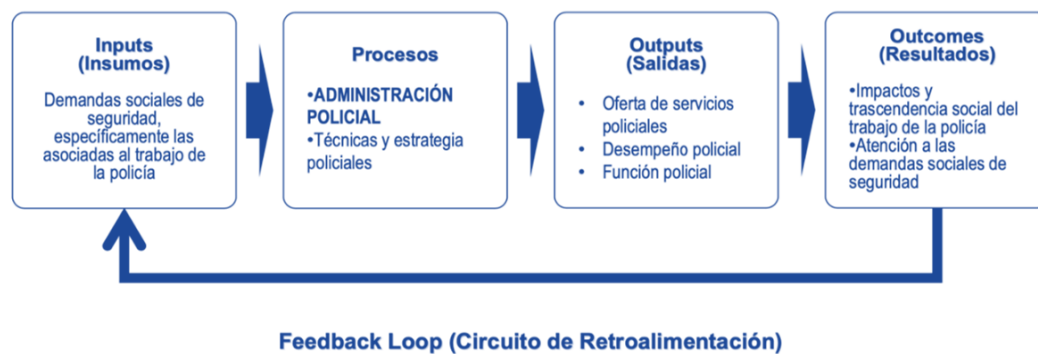 Inputs
(Insumos)
Demandas sociales de
seguridad,
específicamente las
asociadas al trabajo de
la policía
Procesos
•ADMINISTRACIÓN
POLICIAL
•Técnicas y estrategia
policiales
Outputs
(Salidas)
• Oferta de servicios
policiales
• Desempeño policial
• Función policial
Outcomes
(Resultados)
•Impactos y
trascendencia social del
trabajo de la policía
•Atención a las
demandas sociales de
seguridad
Feedback Loop (Circuito de Retroalimentación)